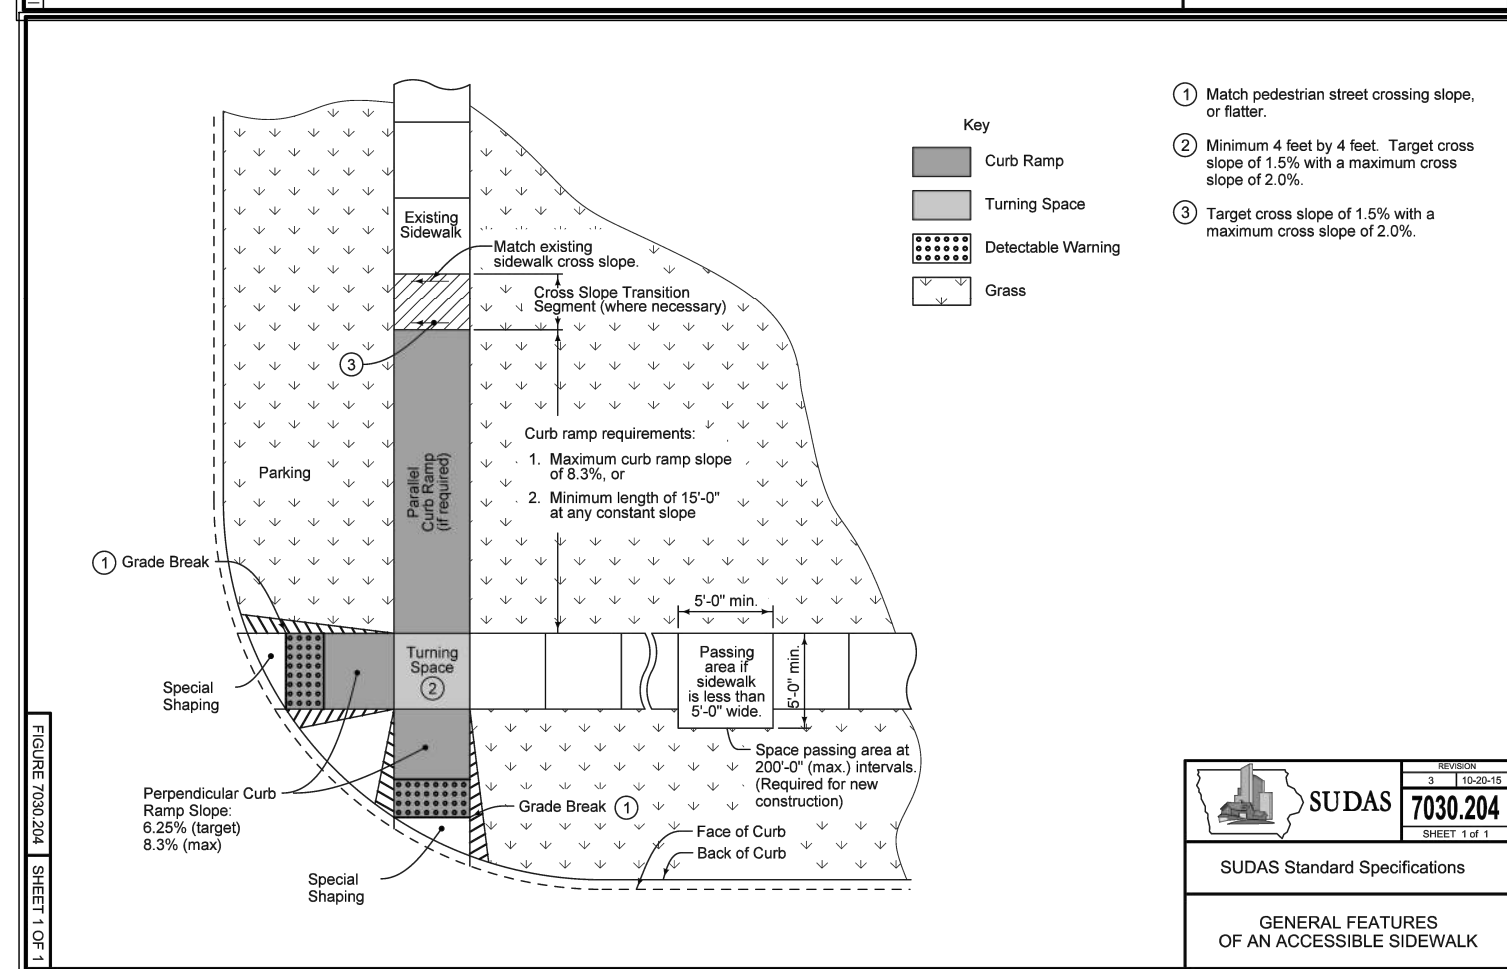 Key
Curb Ramp
Turning Space
Detectable Warning
Grass
1 Match pedestrian street crossing slope,
or flatter.
2 Minimum 4 feet by 4 feet. Target cross
slope of 1.5% with a maximum cross
slope of 2.0%.
3 Target cross slope of 1.5% with a
maximum cross slope of 2.0%.
Existing
Sidewalk
Match existing
sidewalk cross slope.
Cross Slope Transition
Segment (where necessary)
3
Curb ramp requirements:
1. Maximum curb ramp slope
of 8.3%, or
2. Minimum length of 15'-0"
at any constant slope
Parking
Parallel
Curb Ramp
(if required)
1 Grade Break
5'-0" min.
Turning
Space
2
Passing
area if
sidewalk
is less than
5'-0" wide.
5'-0" min.
Special
Shaping
Space passing area at
200'-0" (max.) intervals.
(Required for new
construction)
Perpendicular Curb
Ramp Slope:
6.25% (target)
8.3% (max)
Grade Break 1
Face of Curb
Back of Curb
Special
Shaping
FIGURE 7030.204
SHEET 1 OF 1
SUDAS
REVISION
3 10-20-15
7030.204
SHEET 1 of 1
SUDAS Standard Specifications
GENERAL FEATURES
OF AN ACCESSIBLE SIDEWALK